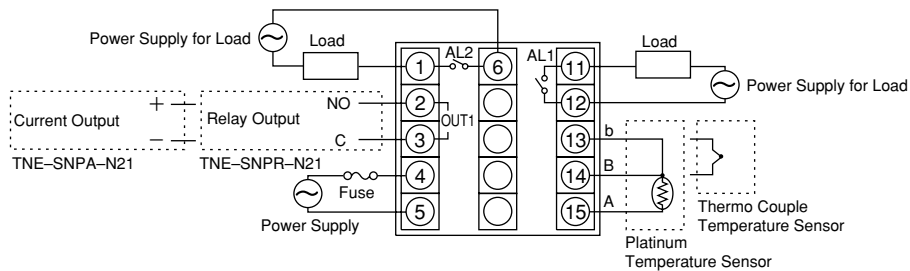 Power Supply for Load
Load
AL2
AL1
Load
Power Supply for Load
1
6
11
2
12
3
13
4
14
5
15
OUT1
+
−
Current Output
TNE–SNPA–N21
NO
Relay Output
C
TNE–SNPR–N21
Fuse
Power Supply
b
B
A
Platinum
Temperature Sensor
Thermo Couple
Temperature Sensor